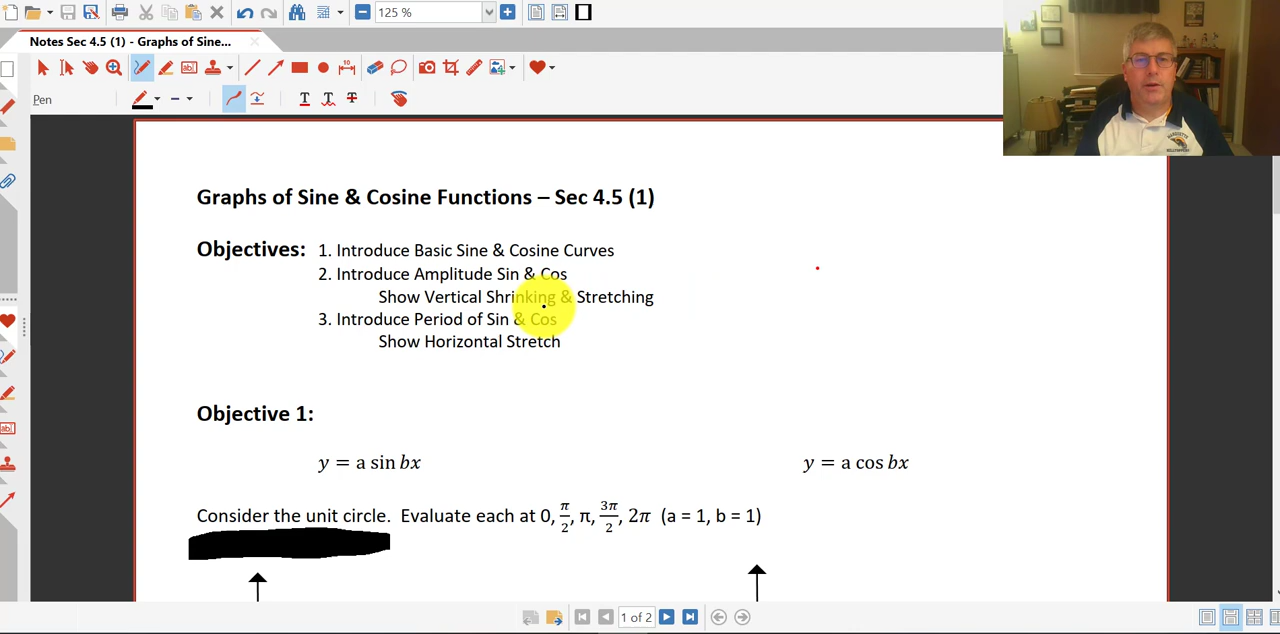 125 %
Notes Sec 4.5 (1) - Graphs of Sine...
Pen
Graphs of Sine & Cosine Functions – Sec 4.5 (1)
Objectives: 1. Introduce Basic Sine & Cosine Curves
2. Introduce Amplitude Sin & Cos
Show Vertical Shrinking & Stretching
3. Introduce Period of Sin & Cos
Show Horizontal Stretch
Objective 1:
y = a sin bx
y = a cos bx
Consider the unit circle. Evaluate each at 0, π/2, π, 3π/2, 2π (a = 1, b = 1)
1 of 2